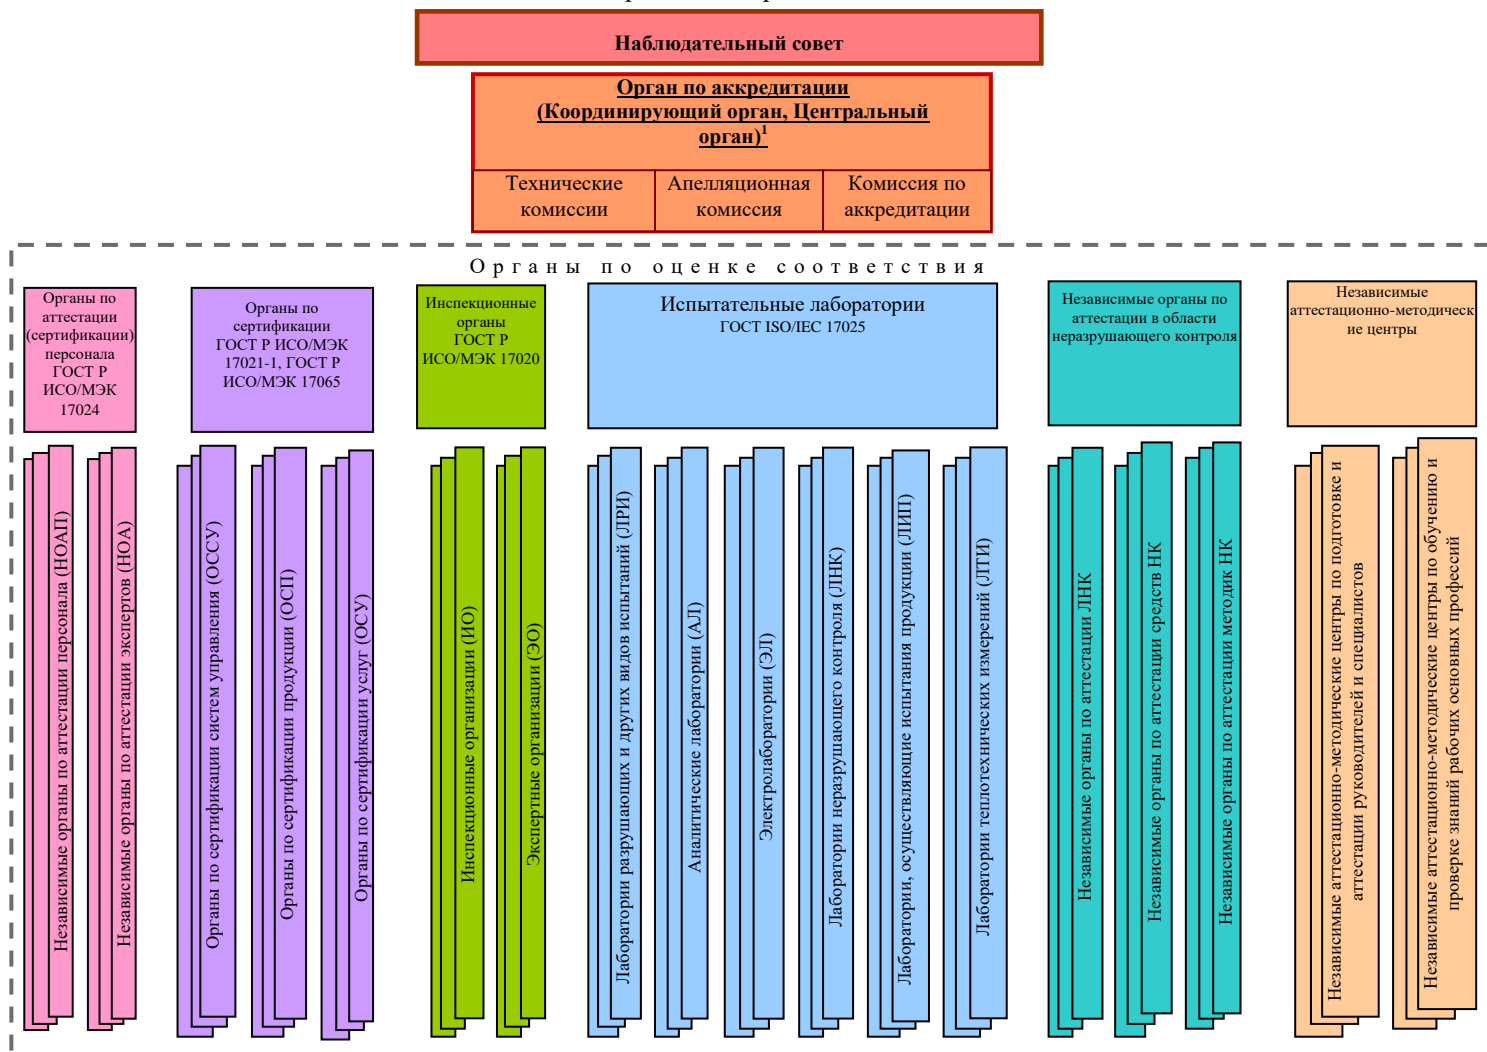 Наблюдательный совет
Орган по аккредитации
(Координирующий орган, Центральный
орган)1
Технические
комиссии
Апелляционная
комиссия
Комиссия по
аккредитации
Органы по оценке соответствия
Органы по
аттестации
(сертификации)
персонала
ГОСТ Р
ИСО/МЭК
17024
Органы по
сертификации
ГОСТ Р ИСО/МЭК
17021-1, ГОСТ Р
ИСО/МЭК 17065
Инспекционные
органы
ГОСТ Р
ИСО/МЭК 17020
Испытательные лаборатории
ГОСТ ISO/IEC 17025
Независимые органы по
аттестации в области
неразрушающего контроля
Независимые
аттестационно-методическ
ие центры
Независимые органы по аттестации персонала (НОАП)
Независимые органы по аттестации экспертов (НОА)
Органы по сертификации систем управления (ОССУ)
Органы по сертификации продукции (ОСП)
Органы по сертификации услуг (ОСУ)
Инспекционные организации (ИО)
Экспертные организации (ЭО)
Лаборатории разрушающих и других видов испытаний (ЛРИ)
Аналитические лаборатории (АЛ)
Электролаборатории (ЭЛ)
Лаборатории неразрушающего контроля (ЛНК)
Лаборатории, осуществляющие испытания продукции (ЛИП)
Лаборатории теплотехнических измерений (ЛТИ)
Независимые органы по аттестации ЛНК
Независимые органы по аттестации средств НК
Независимые органы по аттестации методик НК
Независимые аттестационно-методические центры по подготовке и
аттестации руководителей и специалистов
Независимые аттестационно-методические центры по обучению и
проверке знаний рабочих основных профессий